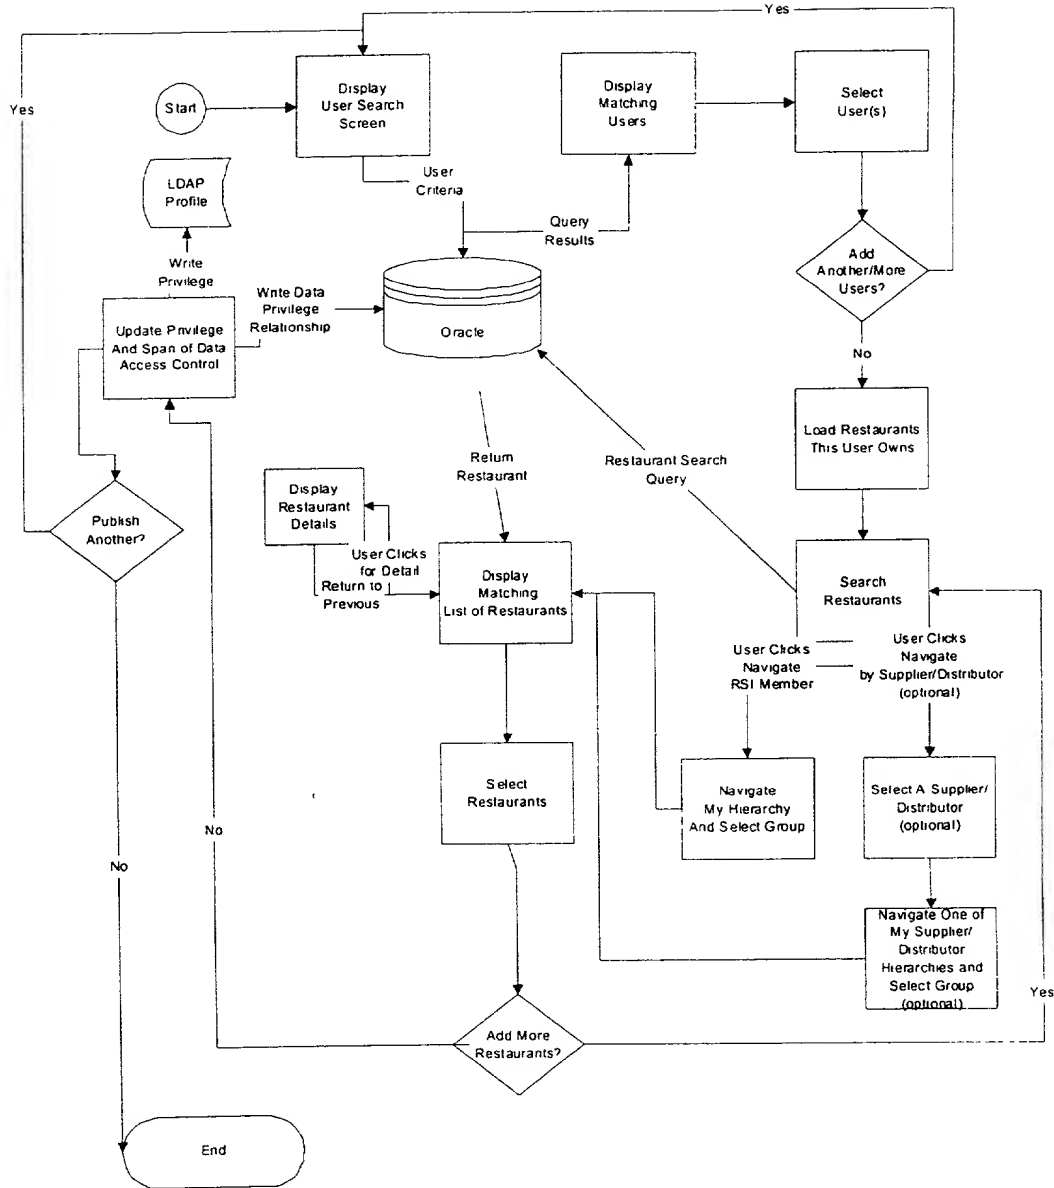 Yes
Yes
Start
Display
User Search
Screen
Display
Matching
Users
Select
User(s)
LDAP
Profile
User
Criteria
Query
Results
Write
Privilege
Write Data
Privilege
Relationship
Add
Another/More
Users?
Update Privilege
And Span of Data
Access Control
Oracle
No
Load Restaurants
This User Owns
Return
Restaurant
Restaurant Search
Query
Display
Restaurant
Details
Publish
Another?
User Clicks
for Detail
Return to
Previous
Display
Matching
List of Restaurants
Search
Restaurants
User Clicks
Navigate
RSI Member
User Clicks
Navigate
by Supplier/Distributor
(optional)
Select
Restaurants
Navigate
My Hierarchy
And Select Group
Select A Supplier/
Distributor
(optional)
No
No
Navigate One of
My Supplier/
Distributor
Hierarchies and
Select Group
(optional)
Yes
Add More
Restaurants?
End